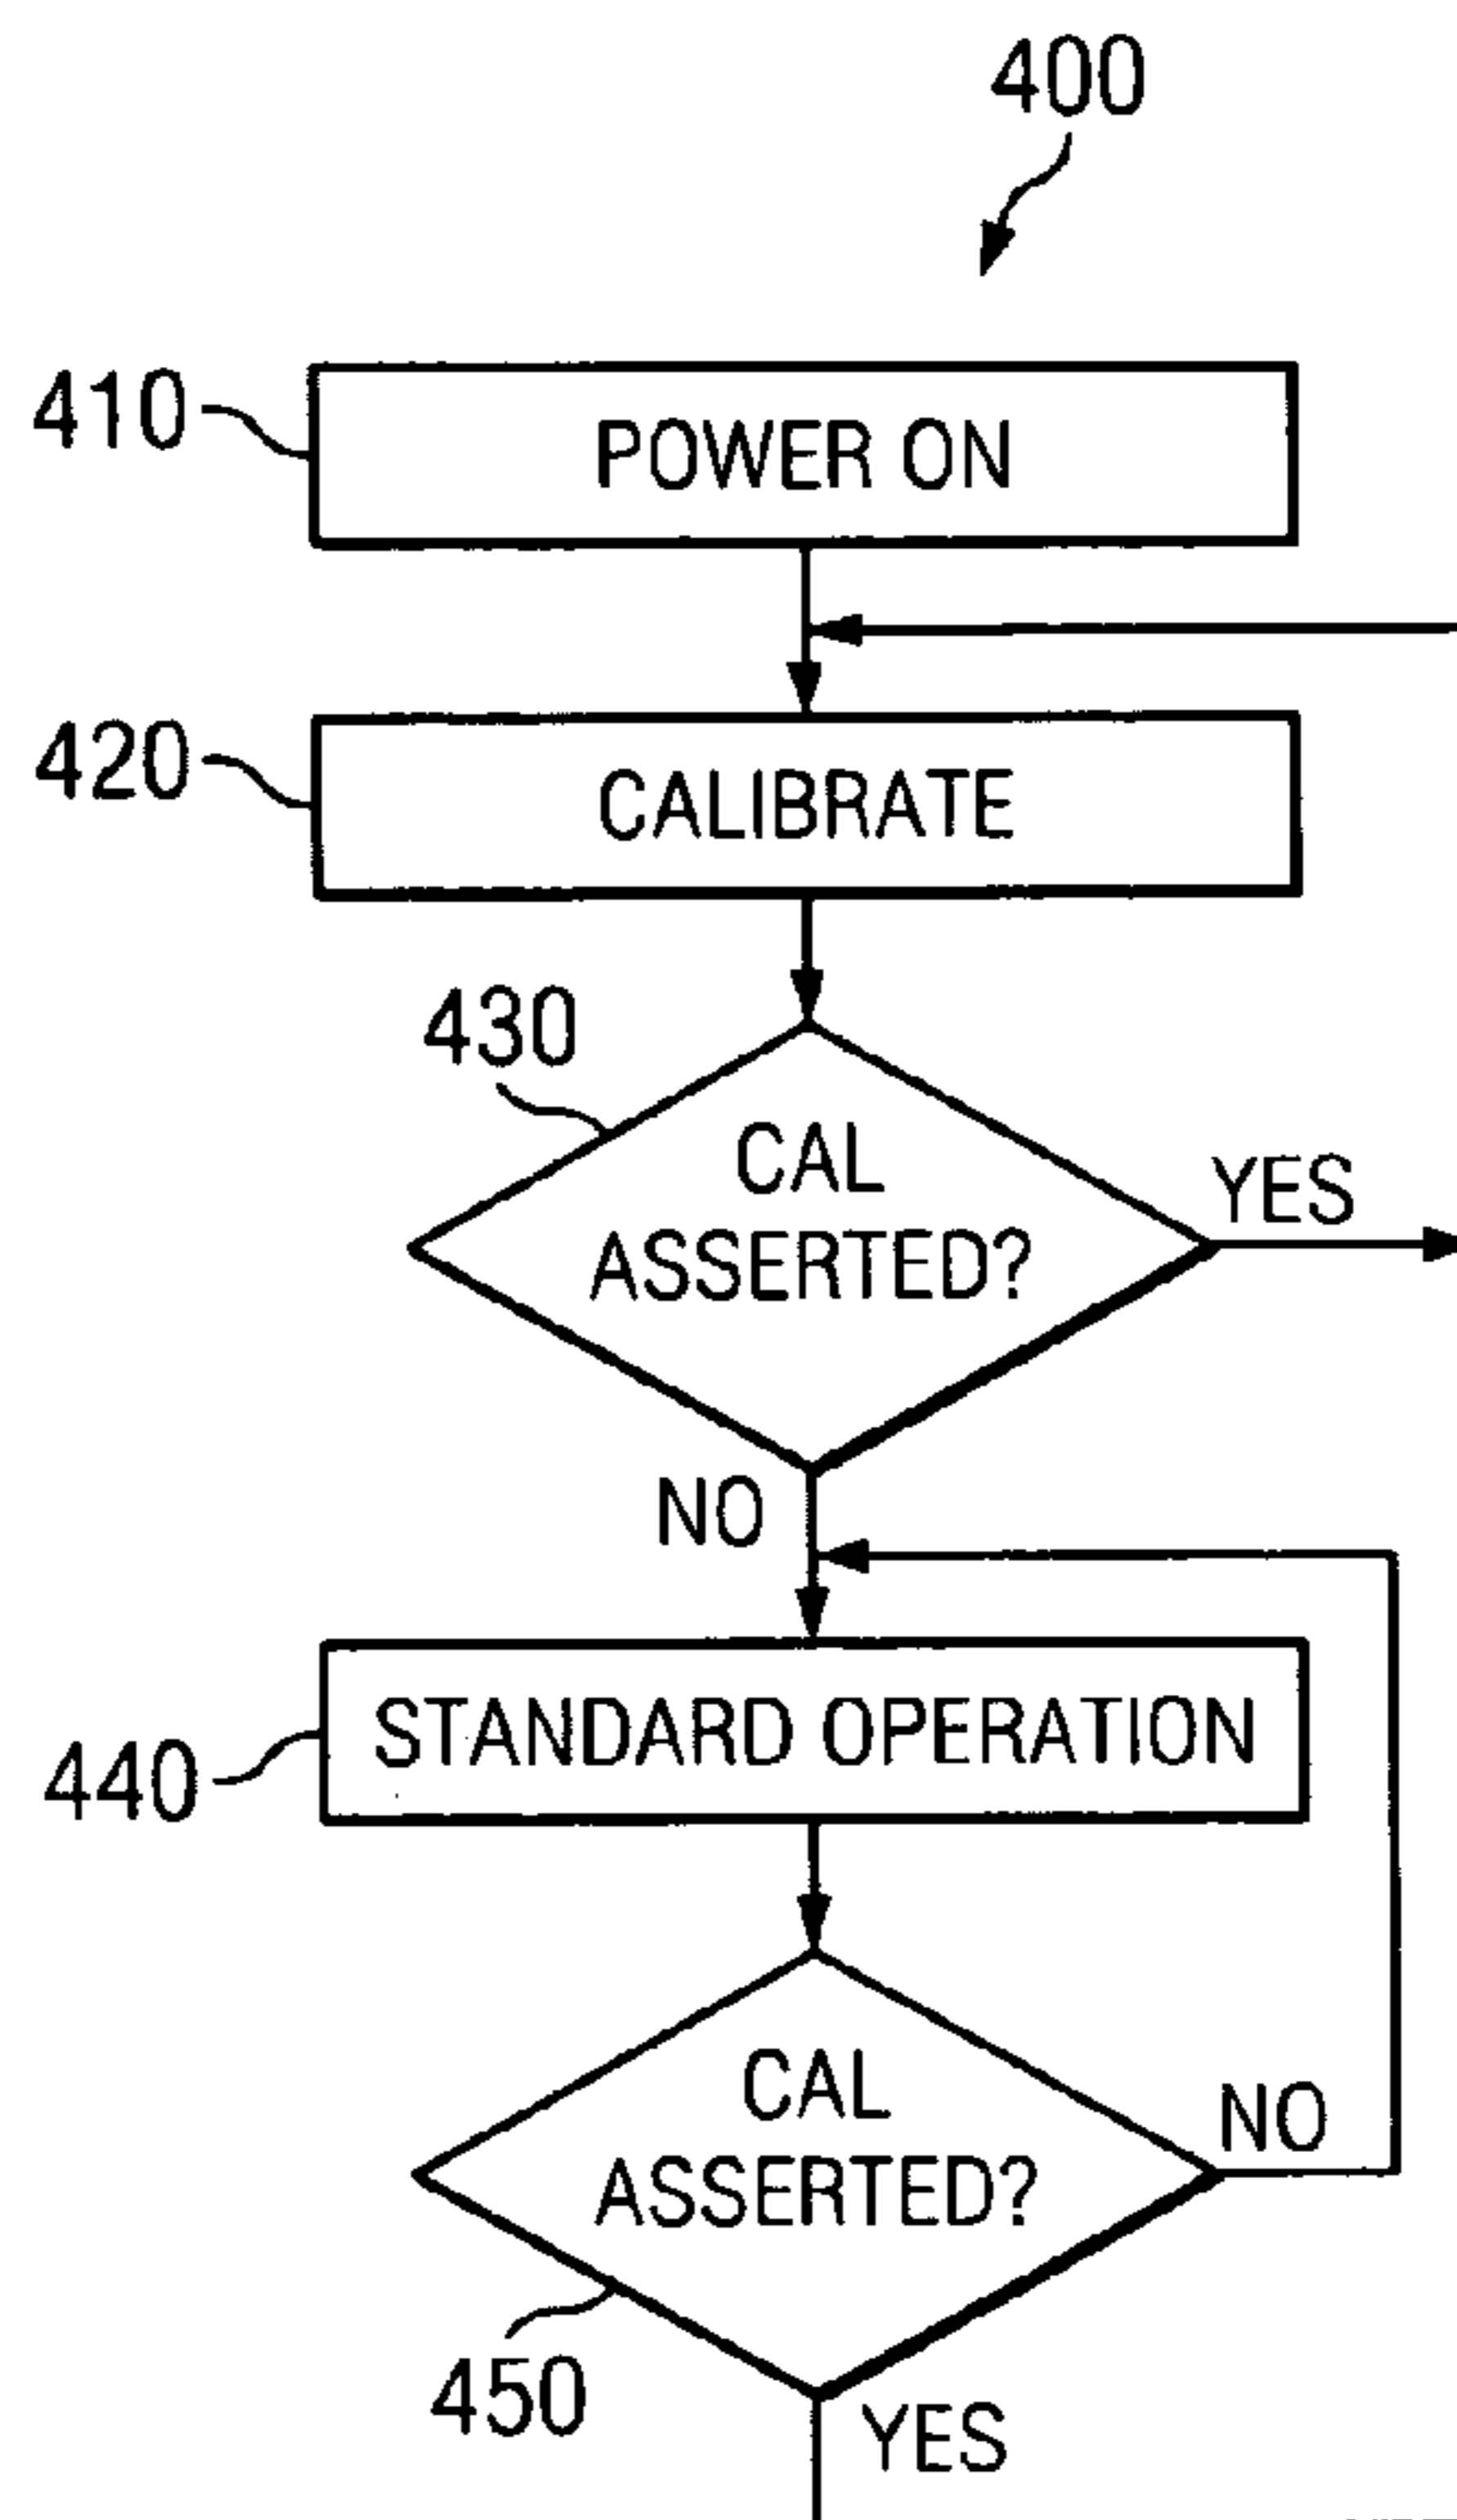 400
410
POWER ON
420
CALIBRATE
430
CAL
ASSERTED?
YES
NO
STANDARD OPERATION
440
CAL
ASSERTED?
NO
450
YES